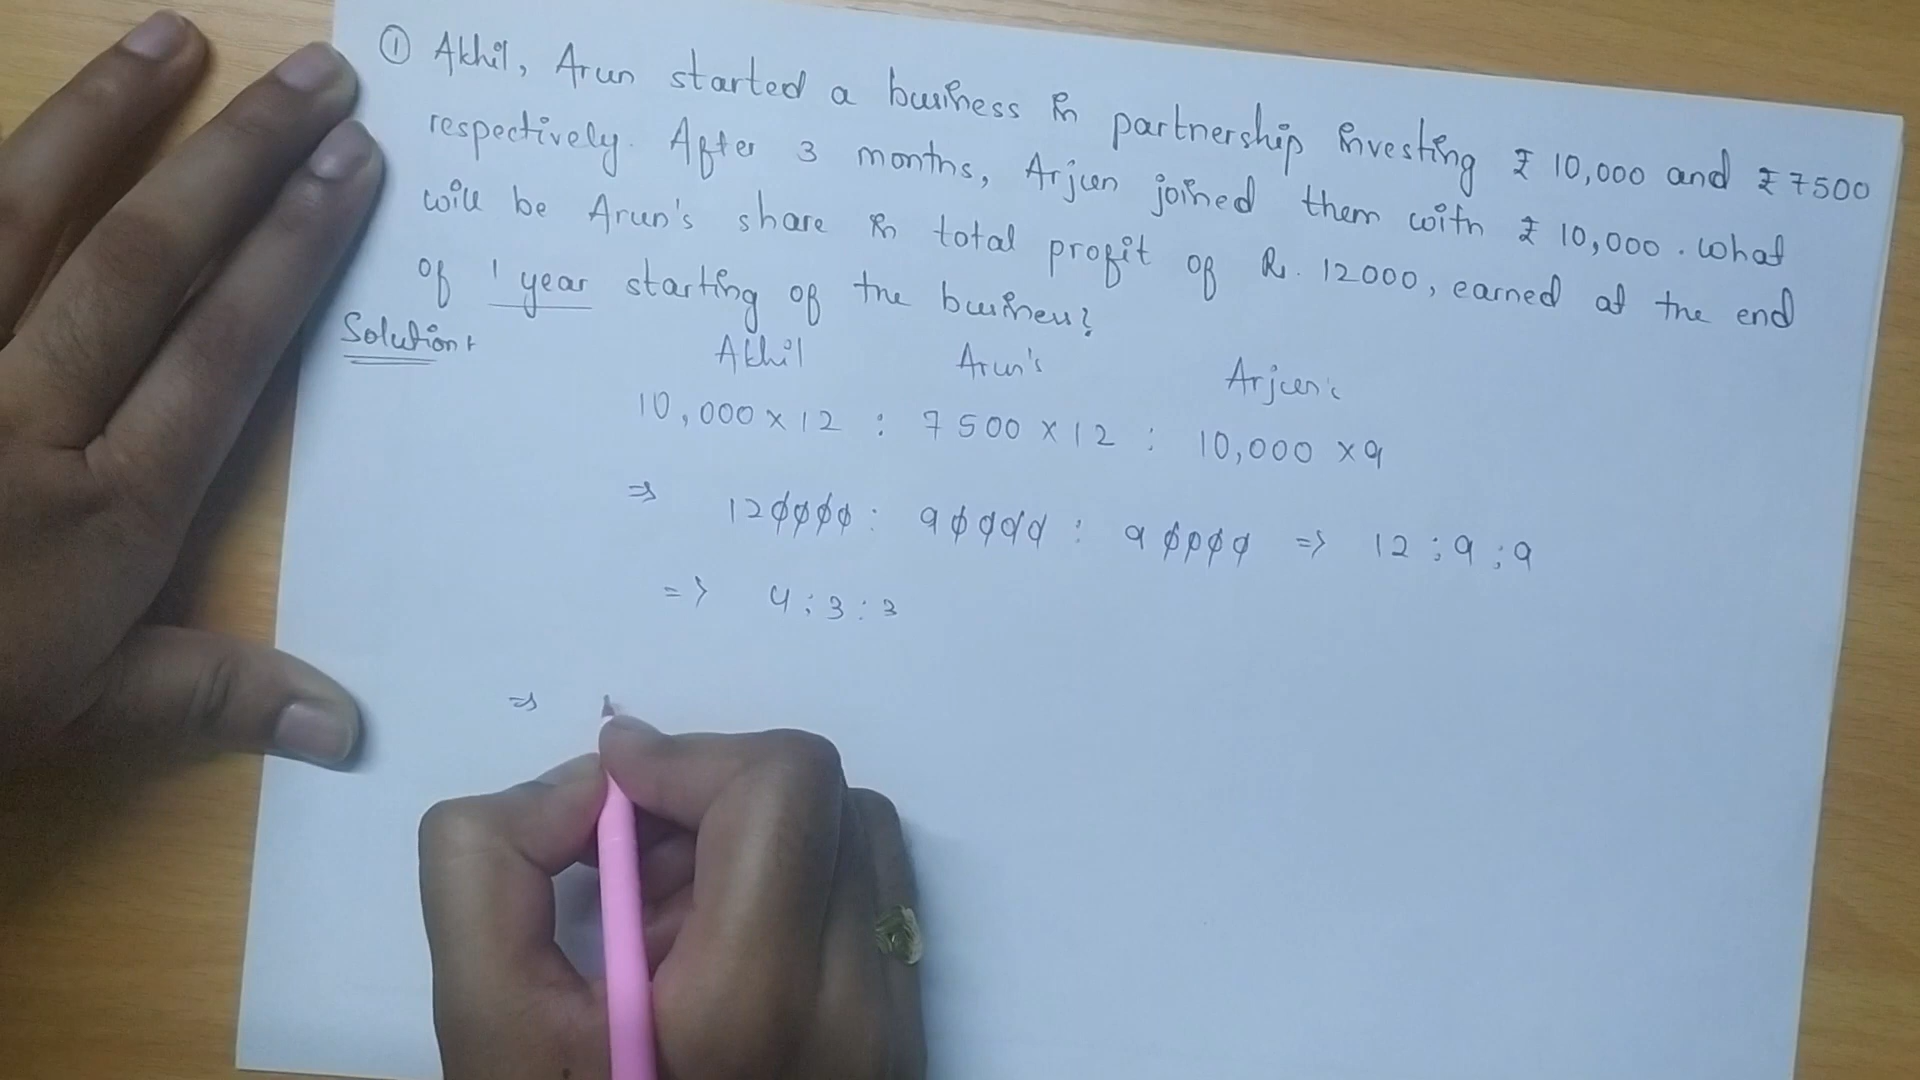 ① Akhil, Arun started a business in partnership investing ₹ 10,000 and ₹ 7500
respectively. After 3 months, Arjun joined them with ₹ 10,000. what
will be Arun's share in total profit of Rs. 12000, earned at the end
of 1 year starting of the business?
Solution:
Akhil Arun's Arjun's
10,000 x 12 : 7500 x 12 : 10,000 x 9
⇒ 120000 : 90000 : 90000 ⇒ 12 : 9 : 9
⇒ 4 : 3 : 3
⇒